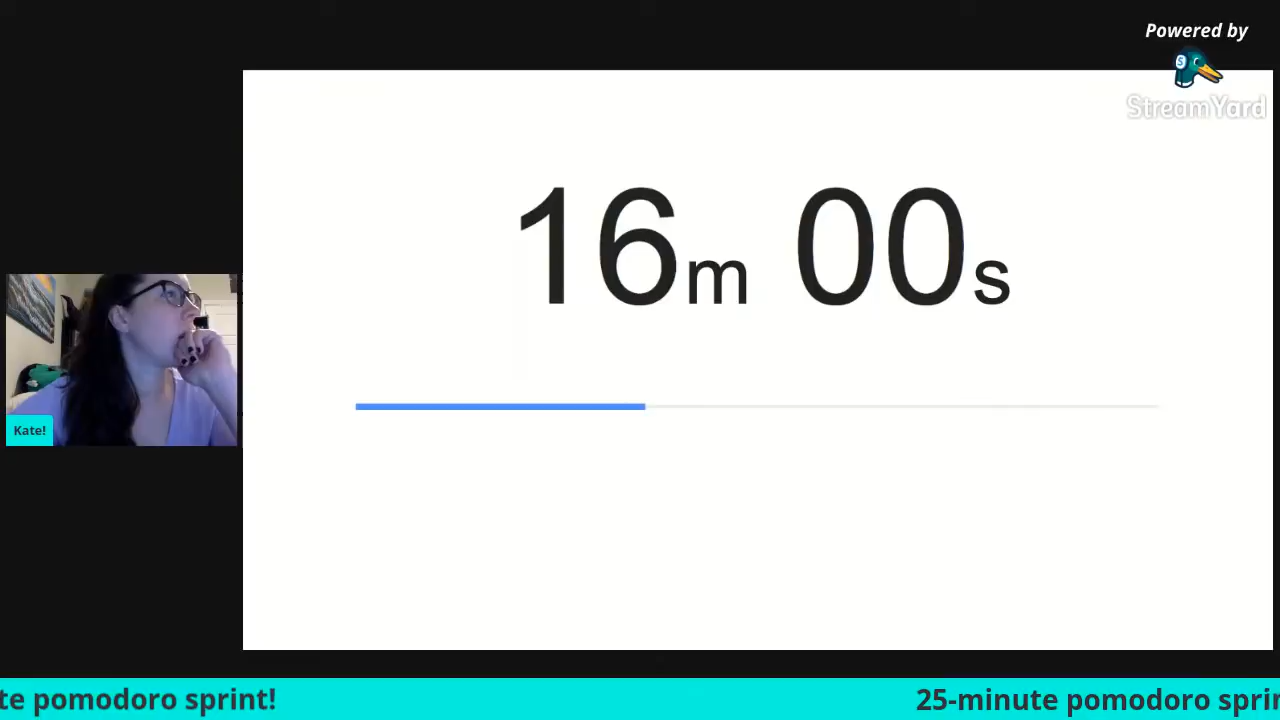 Powered by
StreamYard
16m 00s
Kate!
te pomodoro sprint!
25-minute pomodoro sprin